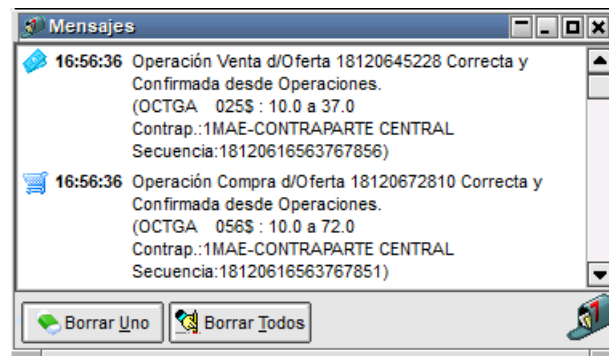 Mensajes
16:56:36 Operación Venta d/Oferta 18120645228 Correcta y
Confirmada desde Operaciones.
(OCTGA 025$ : 10.0 a 37.0
Contrap.:1MAE-CONTRAPARTE CENTRAL
Secuencia:18120616563767856)
16:56:36 Operación Compra d/Oferta 18120672810 Correcta y
Confirmada desde Operaciones.
(OCTGA 056$ : 10.0 a 72.0
Contrap.:1MAE-CONTRAPARTE CENTRAL
Secuencia:18120616563767851)
Borrar Uno
Borrar Todos